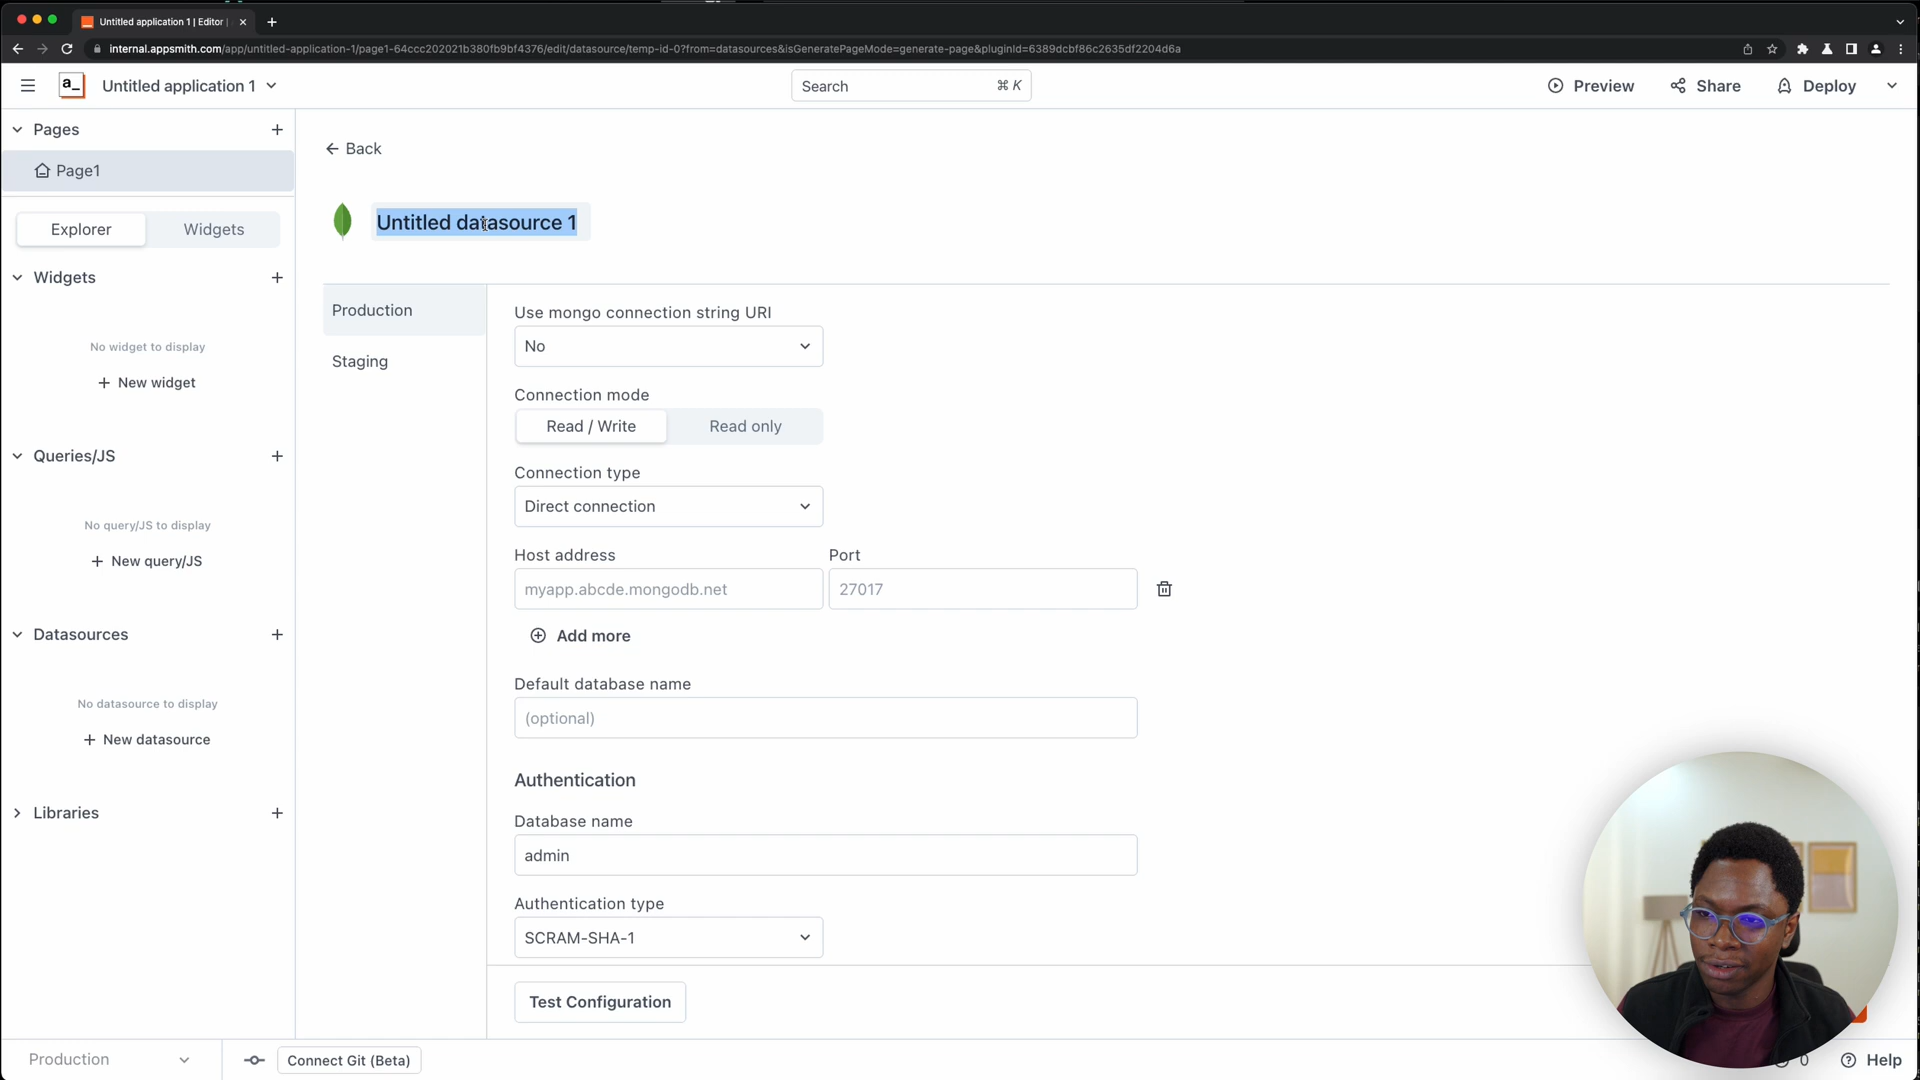 Untitled application 1 | Editor |
internal.appsmith.com/app/untitled-application-1/page1-64ccc202021b380fb9bf4376/edit/datasource/temp-id-0?from=datasources&isGeneratePageMode=generate-page&pluginId=6389dcbf86c2635df2204d6a
a_
Untitled application 1
Search ⌘ K
Preview
Share
Deploy
Pages
Page1
Explorer
Widgets
Widgets
No widget to display
+ New widget
Queries/JS
No query/JS to display
+ New query/JS
Datasources
No datasource to display
+ New datasource
Libraries
← Back
Untitled datasource 1
Production
Staging
Use mongo connection string URI
No
Connection mode
Read / Write
Read only
Connection type
Direct connection
Host address
Port
myapp.abcde.mongodb.net
27017
Add more
Default database name
(optional)
Authentication
Database name
admin
Authentication type
SCRAM-SHA-1
Test Configuration
Production
Connect Git (Beta)
0
Help